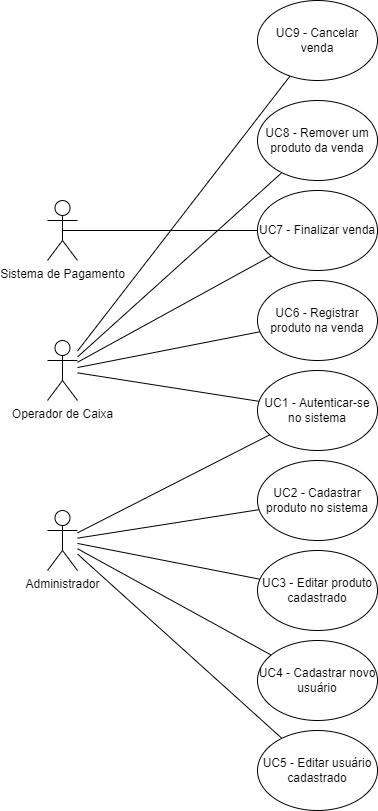 UC9 - Cancelar
venda
UC8 - Remover um
produto da venda
UC7 - Finalizar venda
Sistema de Pagamento
UC6 - Registrar
produto na venda
Operador de Caixa
UC1 - Autenticar-se
no sistema
UC2 - Cadastrar
produto no sistema
Administrador
UC3 - Editar produto
cadastrado
UC4 - Cadastrar novo
usuário
UC5 - Editar usuário
cadastrado